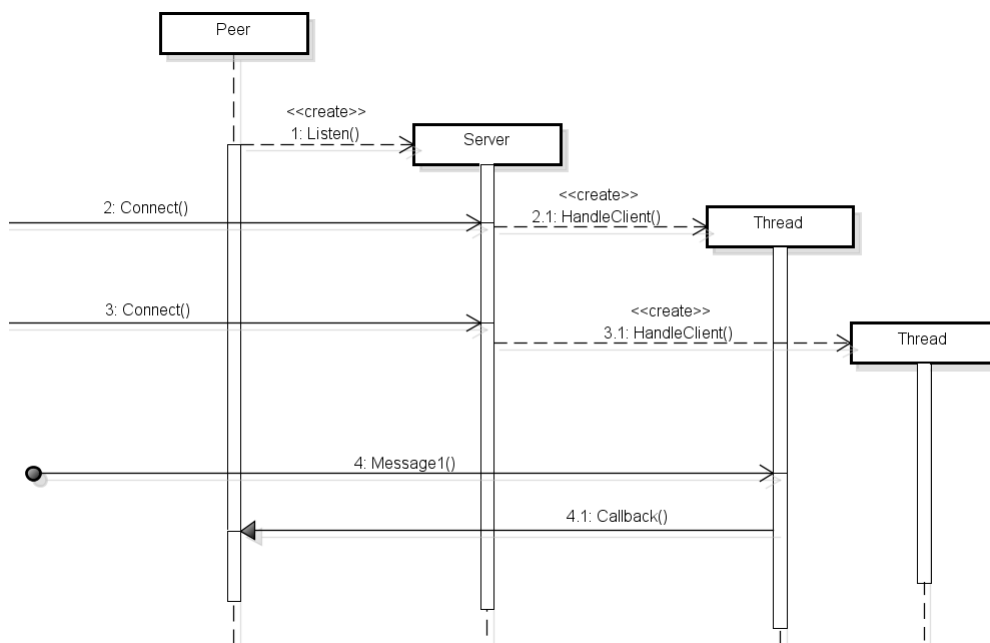 Peer
<<create>>
1: Listen()
Server
<<create>>
2: Connect()
2.1: HandleClient()
Thread
3: Connect()
<<create>>
3.1: HandleClient()
Thread
4: Message1()
4.1: Callback()